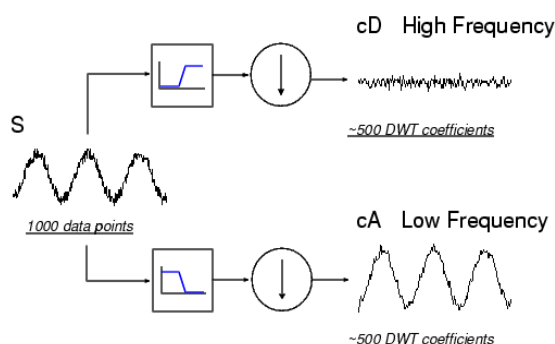 cD High Frequency
~500 DWT coefficients
S
1000 data points
cA Low Frequency
~500 DWT coefficients